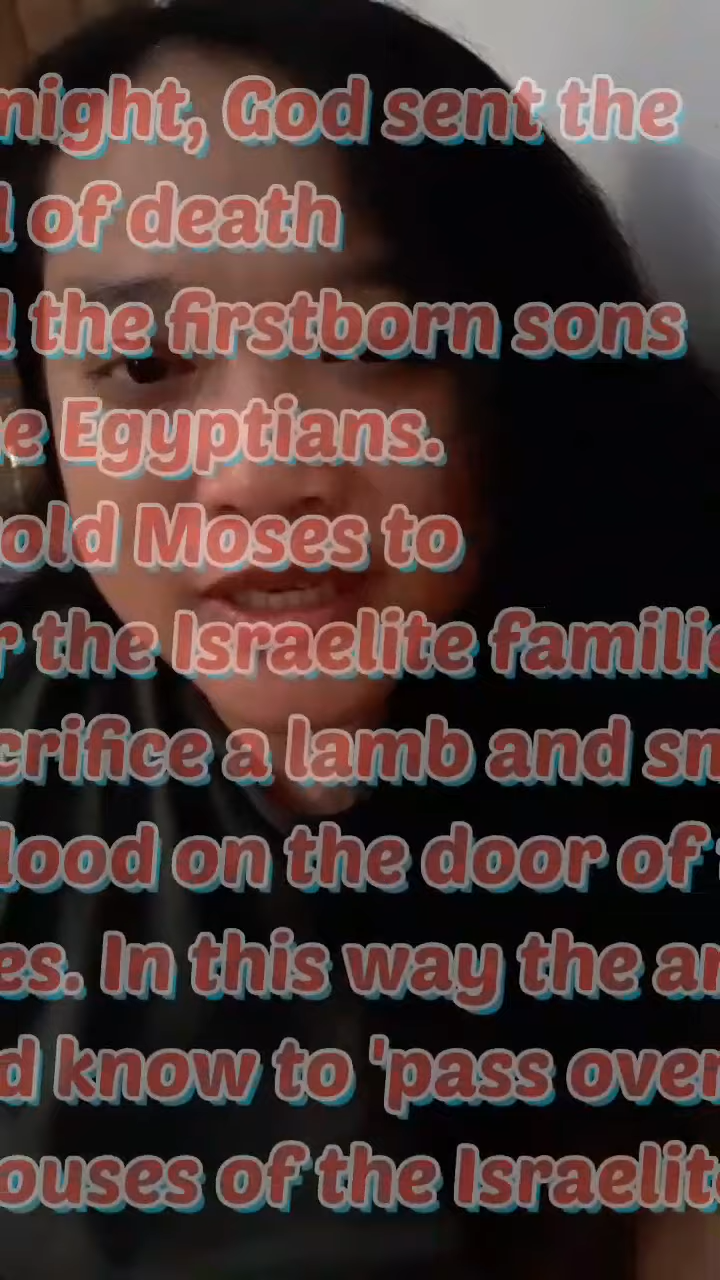 night, God sent the
l of death
l the firstborn sons
e Egyptians.
old Moses to
r the Israelite familie
crifice a lamb and sm
lood on the door of t
es. In this way the an
d know to 'pass over
ouses of the Israelite